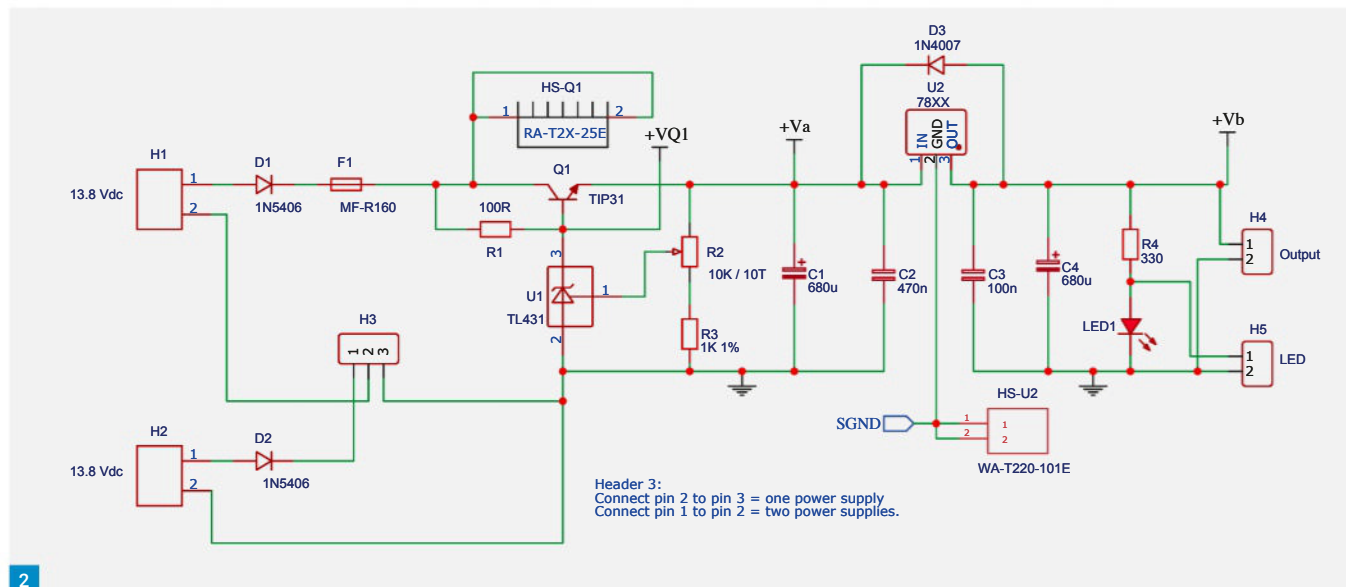 D3
1N4007
HS-Q1
U2
78XX
1
2
RA-T2X-25E
+VQ1
+Va
+Vb
IN
GND
OUT
1
2
3
H1
D1
F1
Q1
13.8 Vdc
1
2
1N5406
MF-R160
TIP31
100R
R1
H4
1
2
Output
3
R2
10K / 10T
C1
680u
C2
470n
C3
100n
C4
680u
R4
330
U1
1
TL431
2
R3
1K 1%
LED1
H5
1
2
LED
H3
1
2
3
HS-U2
SGND
1
2
1
2
WA-T220-101E
H2
13.8 Vdc
1
2
D2
1N5406
Header 3:
Connect pin 2 to pin 3 = one power supply
Connect pin 1 to pin 2 = two power supplies.
2